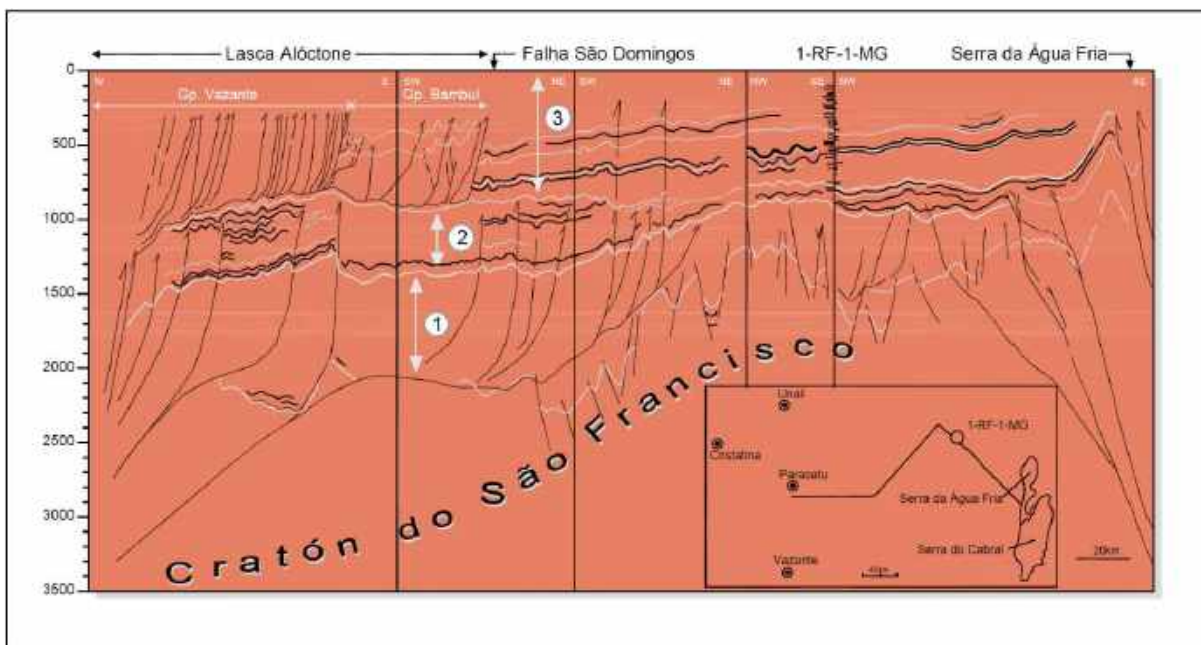 Lasca Alóctone
Falha São Domingos
1-RF-1-MG
Serra da Água Fria
0
500
1000
1500
2000
2500
3000
3500
SW
NE
SW
NE
NW
SE
NW
SE
Gp. Vazante
Gp. Bambuí
3
2
1
Cratón do São Francisco
Unaí
1-RF-1-MG
Cristalina
Paracatu
Serra da Água Fria
Serra do Cabral
Vazante
20km